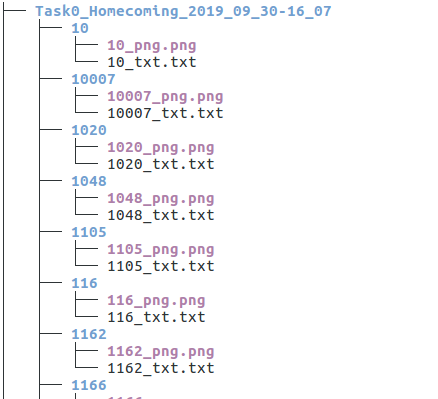 Task0_Homecoming_2019_09_30-16_07
10
10_png.png
10_txt.txt
10007
10007_png.png
10007_txt.txt
1020
1020_png.png
1020_txt.txt
1048
1048_png.png
1048_txt.txt
1105
1105_png.png
1105_txt.txt
116
116_png.png
116_txt.txt
1162
1162_png.png
1162_txt.txt
1166